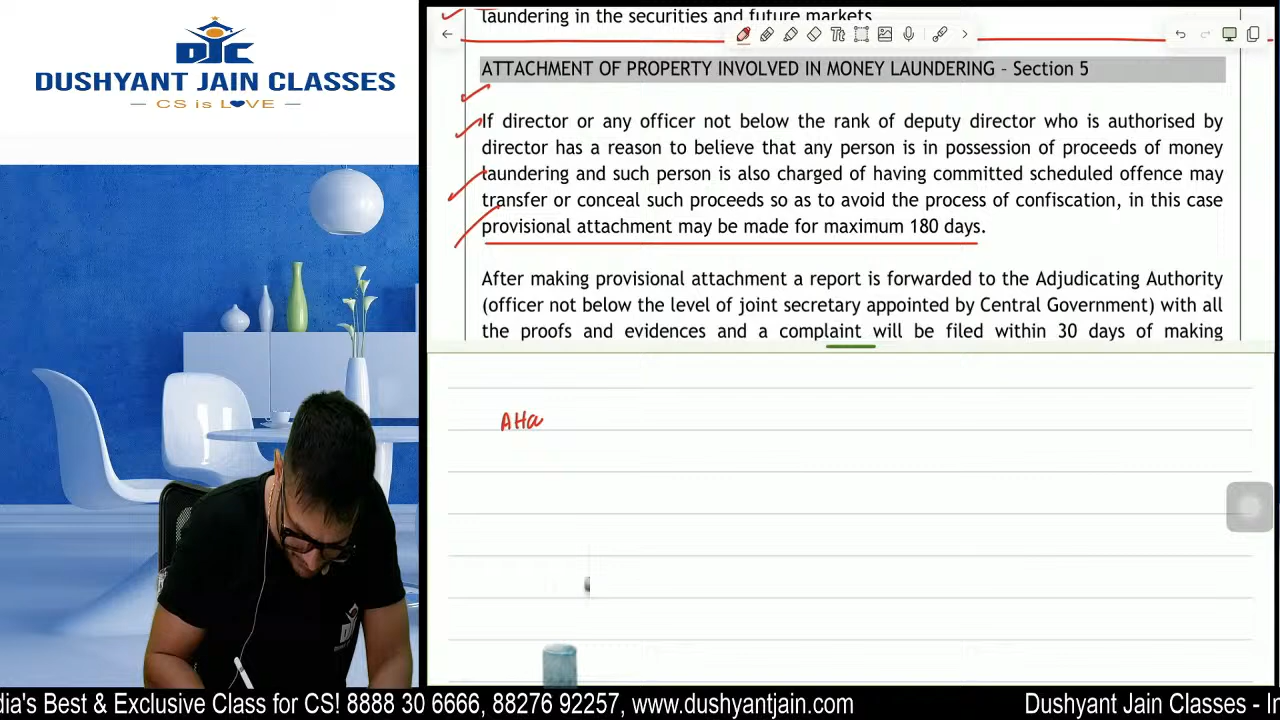 DJC
DUSHYANT JAIN CLASSES
— CS is LOVE —
laundering in the securities and future markets
ATTACHMENT OF PROPERTY INVOLVED IN MONEY LAUNDERING – Section 5
If director or any officer not below the rank of deputy director who is authorised by
director has a reason to believe that any person is in possession of proceeds of money
laundering and such person is also charged of having committed scheduled offence may
transfer or conceal such proceeds so as to avoid the process of confiscation, in this case
provisional attachment may be made for maximum 180 days.
After making provisional attachment a report is forwarded to the Adjudicating Authority
(officer not below the level of joint secretary appointed by Central Government) with all
the proofs and evidences and a complaint will be filed within 30 days of making
Atta
dia's Best & Exclusive Class for CS! 8888 30 6666, 88276 92257, www.dushyantjain.com Dushyant Jain Classes - In